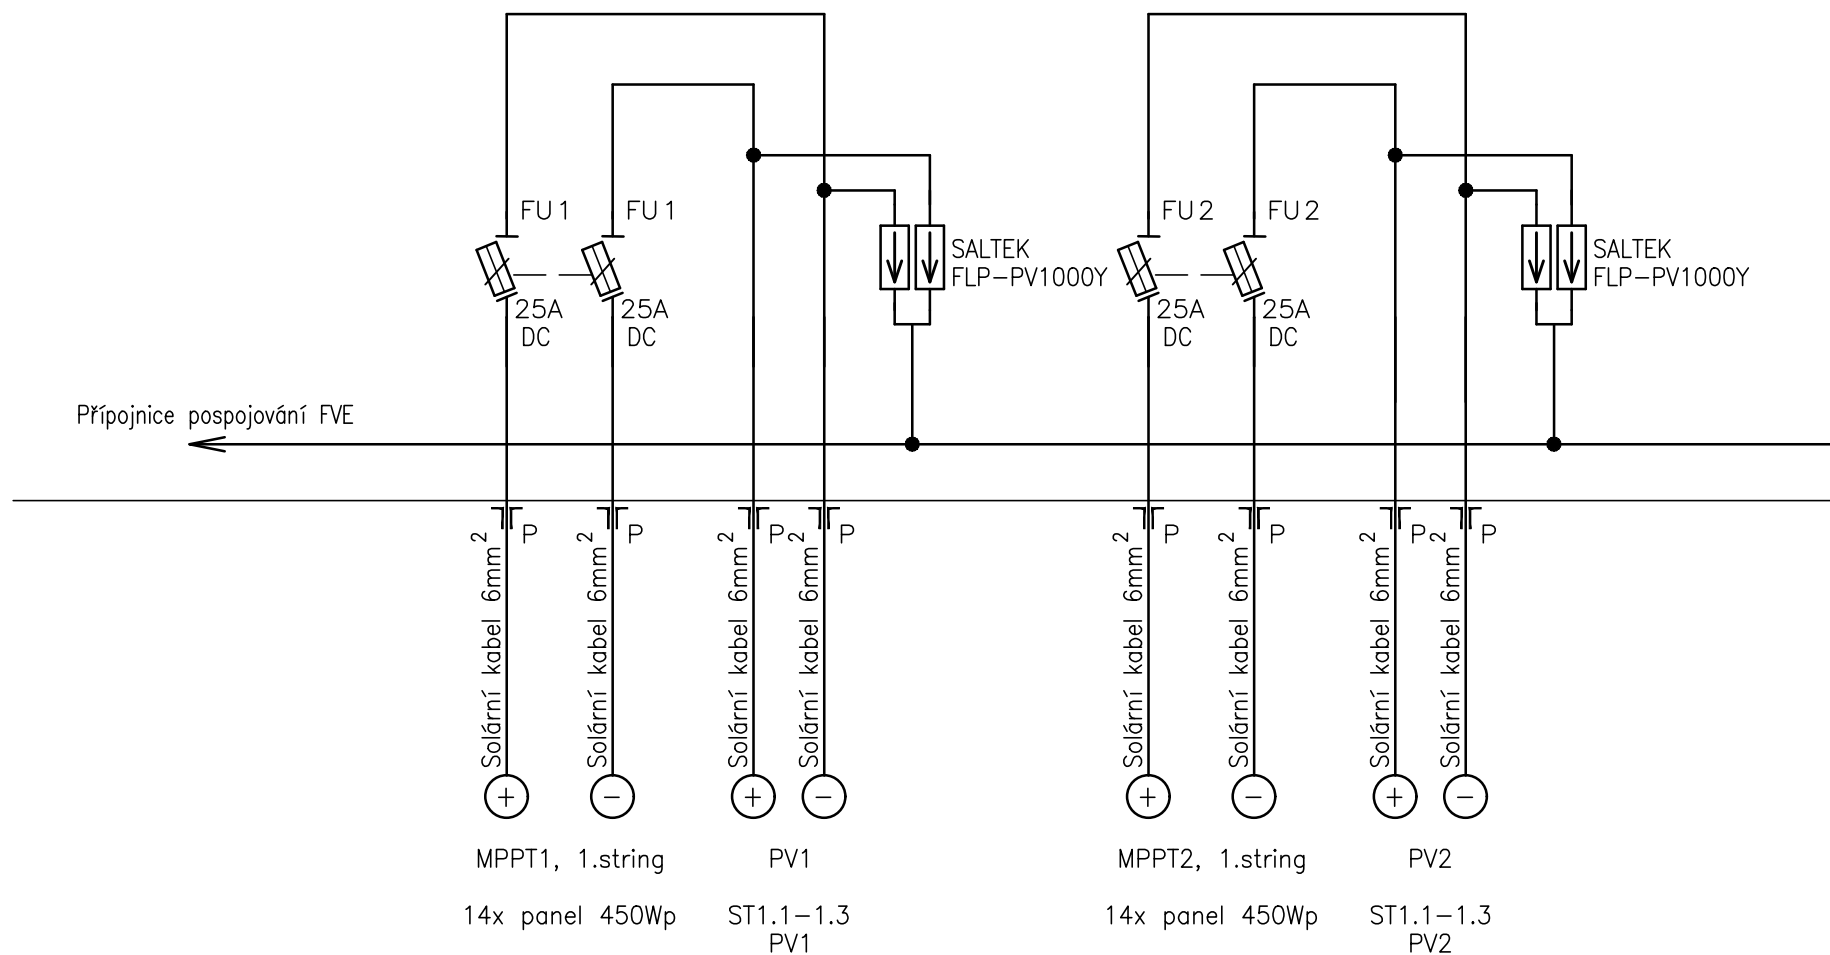 FU1
FU1
SALTEK
FLP-PV1000Y
25A
DC
25A
DC
FU2
FU2
SALTEK
FLP-PV1000Y
25A
DC
25A
DC
Přípojnice pospojování FVE
P
P
P
P
P
P
P
P
Solární kabel 6mm²
Solární kabel 6mm²
Solární kabel 6mm²
Solární kabel 6mm²
Solární kabel 6mm²
Solární kabel 6mm²
Solární kabel 6mm²
Solární kabel 6mm²
+
−
+
−
+
−
+
−
MPPT1, 1.string
PV1
MPPT2, 1.string
PV2
14x panel 450Wp
ST1.1-1.3
PV1
14x panel 450Wp
ST1.1-1.3
PV2